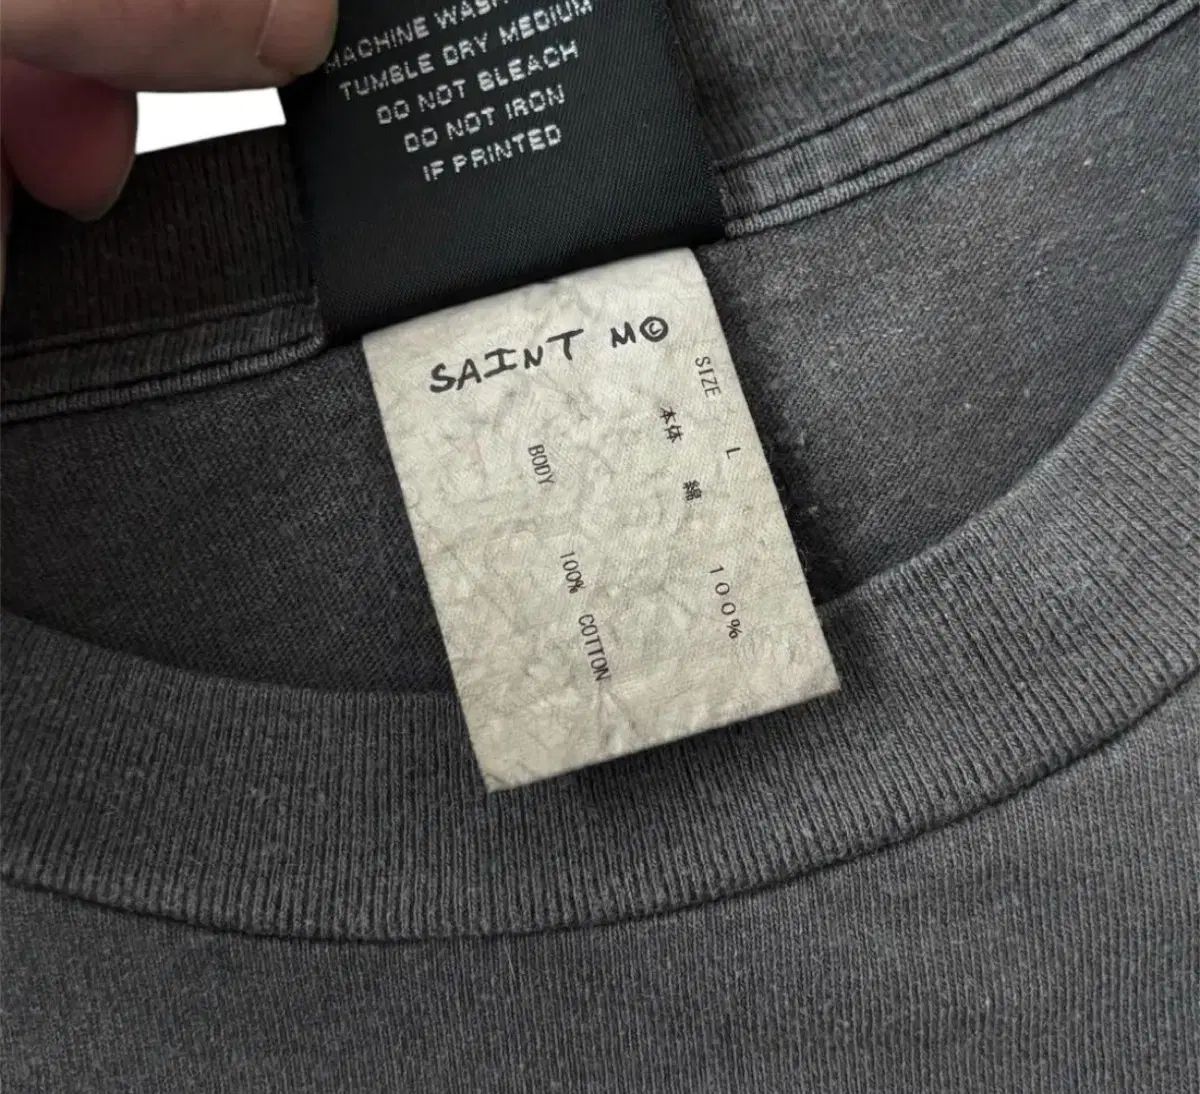 MACHINE WASH
TUMBLE DRY MEDIUM
DO NOT BLEACH
DO NOT IRON
IF PRINTED
SAINT M©
SIZE L
本体 綿 100%
BODY 100% COTTON